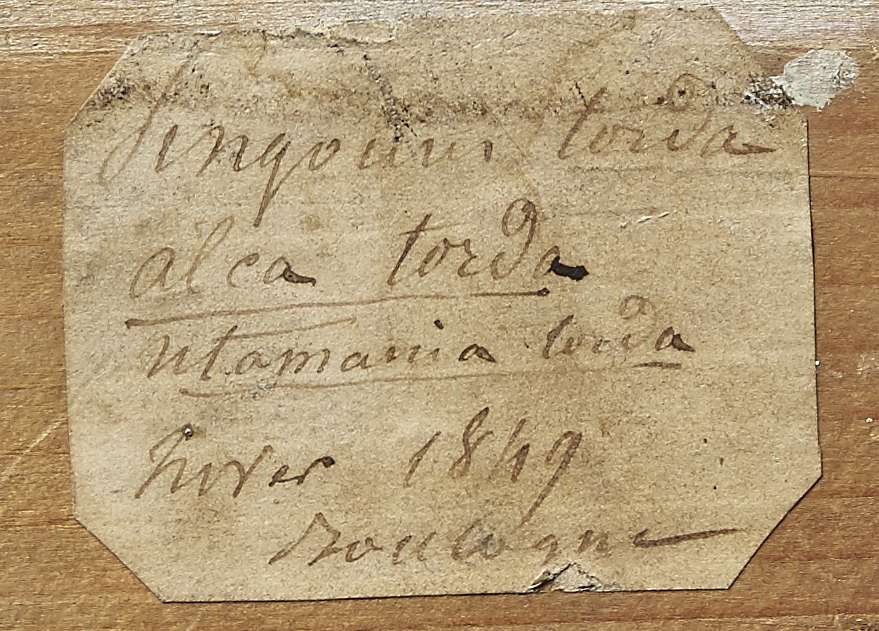 Pingouin torda
alca torda
utamania torda
hiver 1849
Boulogne